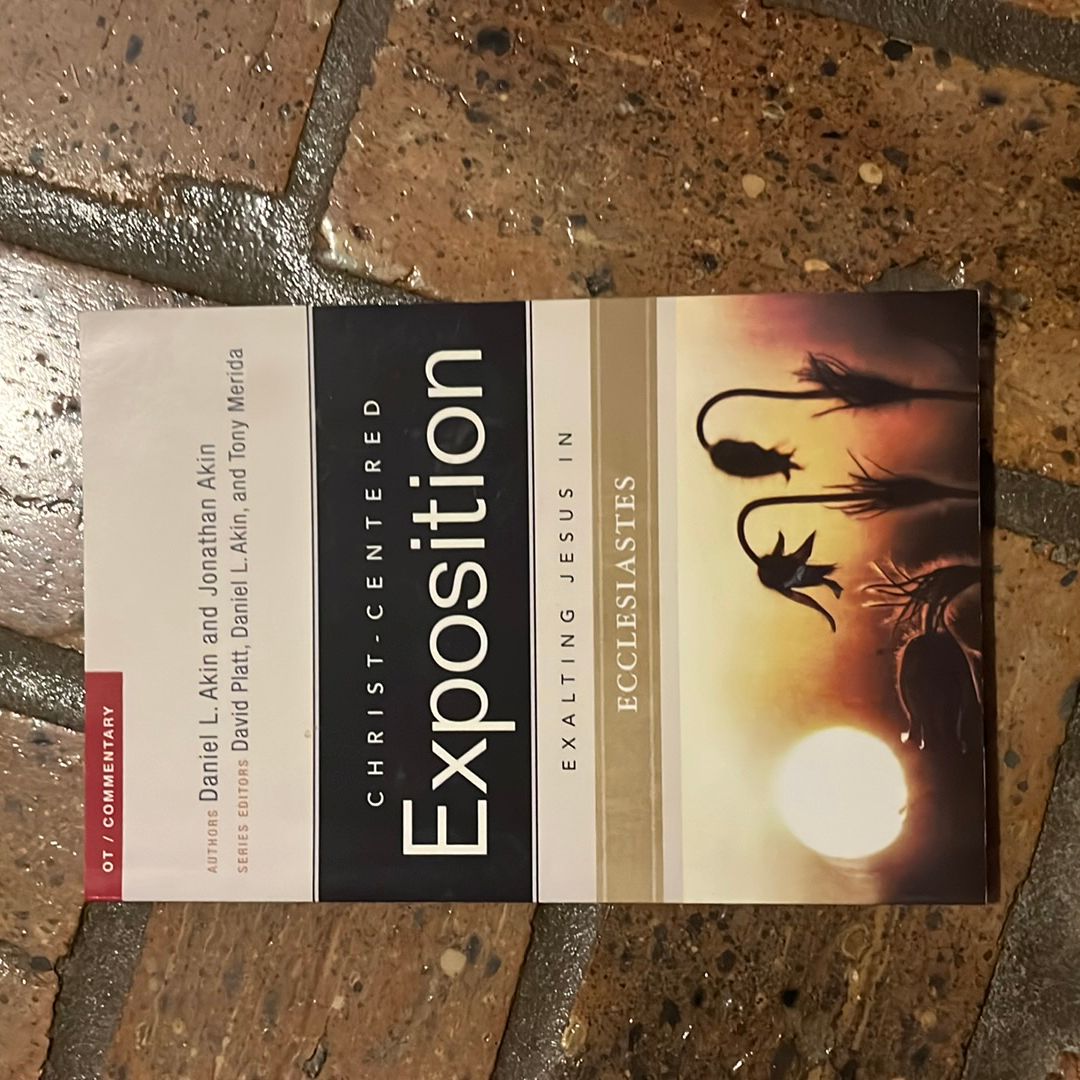 OT / COMMENTARY
AUTHORS Daniel L. Akin and Jonathan Akin
SERIES EDITORS David Platt, Daniel L. Akin, and Tony Merida
CHRIST-CENTERED
Exposition
EXALTING JESUS IN
ECCLESIASTES